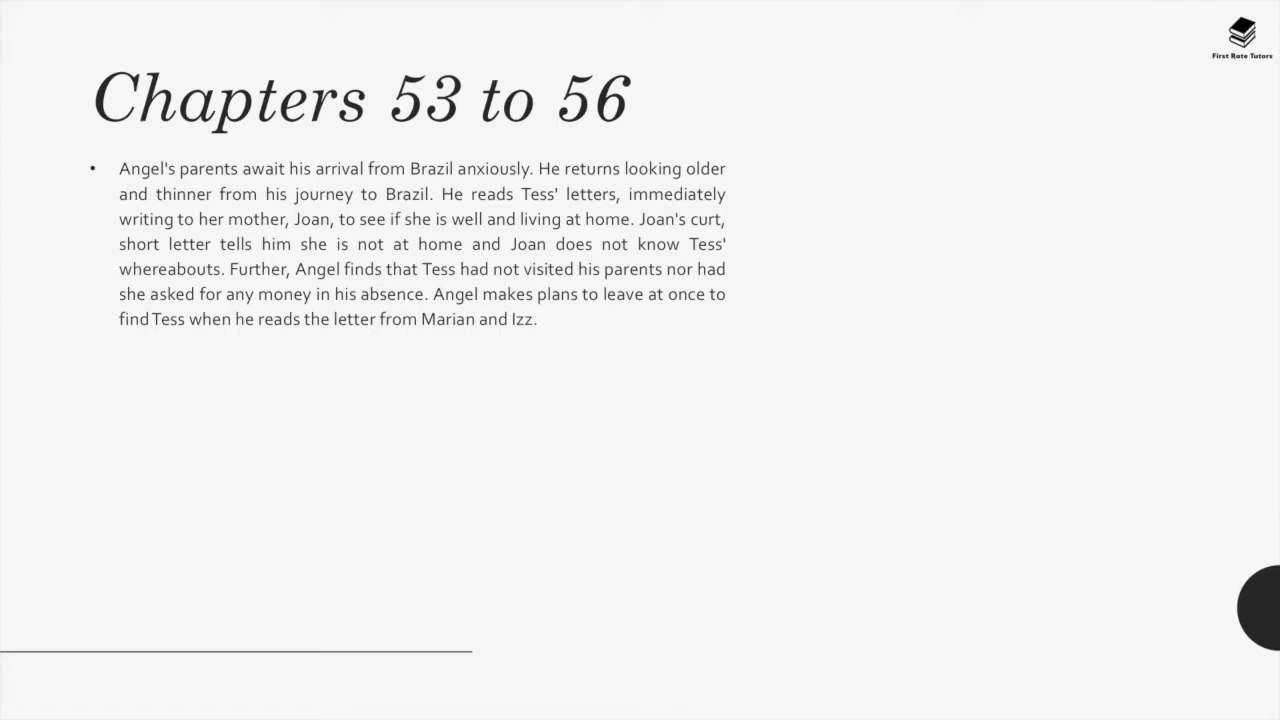 First Rate Tutors
Chapters 53 to 56
• Angel's parents await his arrival from Brazil anxiously. He returns looking older
and thinner from his journey to Brazil. He reads Tess' letters, immediately
writing to her mother, Joan, to see if she is well and living at home. Joan's curt,
short letter tells him she is not at home and Joan does not know Tess'
whereabouts. Further, Angel finds that Tess had not visited his parents nor had
she asked for any money in his absence. Angel makes plans to leave at once to
find Tess when he reads the letter from Marian and Izz.